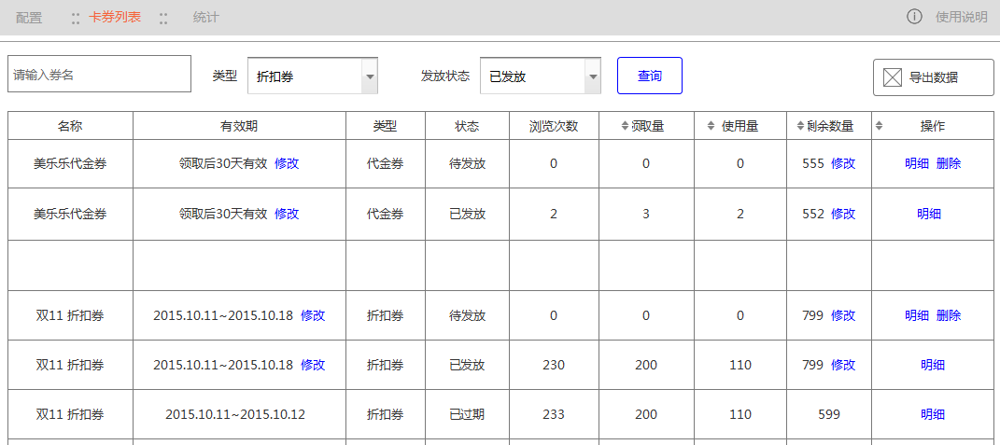 配置 卡券列表 统计 使用说明
请输入券名 类型 折扣券 发放状态 已发放 查询 导出数据
名称 有效期 类型 状态 浏览次数 领取量 使用量 剩余数量 操作
美乐乐代金券 领取后30天有效 修改 代金券 待发放 0 0 0 555 修改 明细 删除
美乐乐代金券 领取后30天有效 修改 代金券 已发放 2 3 2 552 修改 明细
双11 折扣券 2015.10.11~2015.10.18 修改 折扣券 待发放 0 0 0 799 修改 明细 删除
双11 折扣券 2015.10.11~2015.10.18 修改 折扣券 已发放 230 200 110 799 修改 明细
双11 折扣券 2015.10.11~2015.10.12 折扣券 已过期 233 200 110 599 明细